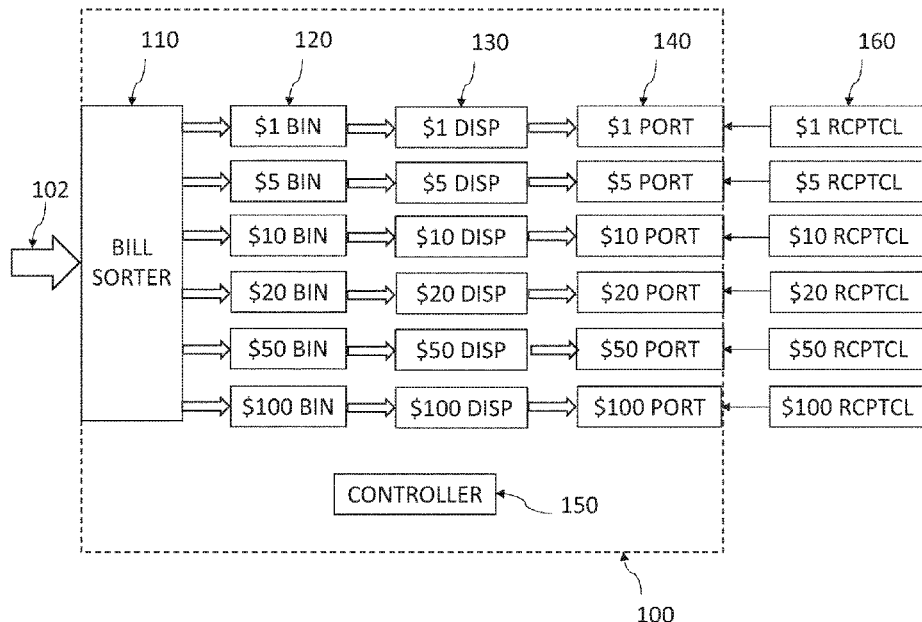 110 120 130 140 160
$1 BIN $1 DISP $1 PORT $1 RCPTCL
102
$5 BIN $5 DISP $5 PORT $5 RCPTCL
BILL SORTER
$10 BIN $10 DISP $10 PORT $10 RCPTCL
$20 BIN $20 DISP $20 PORT $20 RCPTCL
$50 BIN $50 DISP $50 PORT $50 RCPTCL
$100 BIN $100 DISP $100 PORT $100 RCPTCL
CONTROLLER 150
100